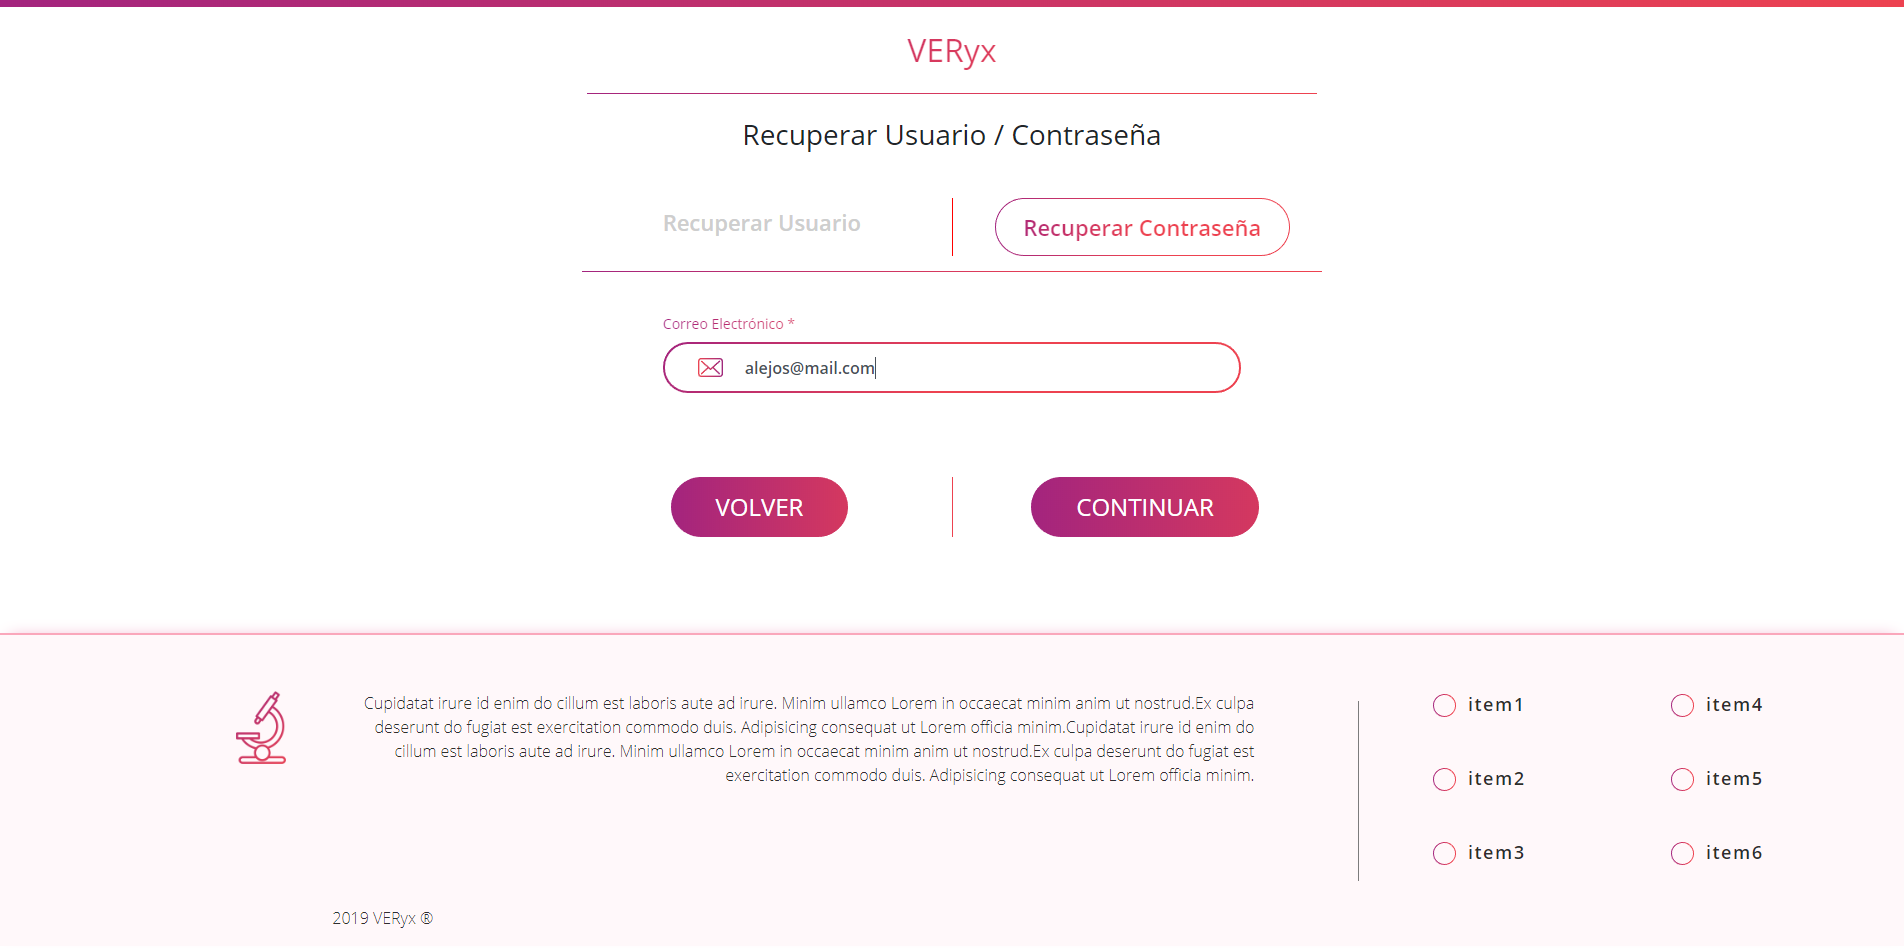 VERyx
Recuperar Usuario / Contraseña
Recuperar Usuario
Recuperar Contraseña
Correo Electrónico *
alejos@mail.com
VOLVER
CONTINUAR
Cupidatat irure id enim do cillum est laboris aute ad irure. Minim ullamco Lorem in occaecat minim anim ut nostrud.Ex culpa
deserunt do fugiat est exercitation commodo duis. Adipisicing consequat ut Lorem officia minim.Cupidatat irure id enim do
cillum est laboris aute ad irure. Minim ullamco Lorem in occaecat minim anim ut nostrud.Ex culpa deserunt do fugiat est
exercitation commodo duis. Adipisicing consequat ut Lorem officia minim.
item1
item2
item3
item4
item5
item6
2019 VERyx ®